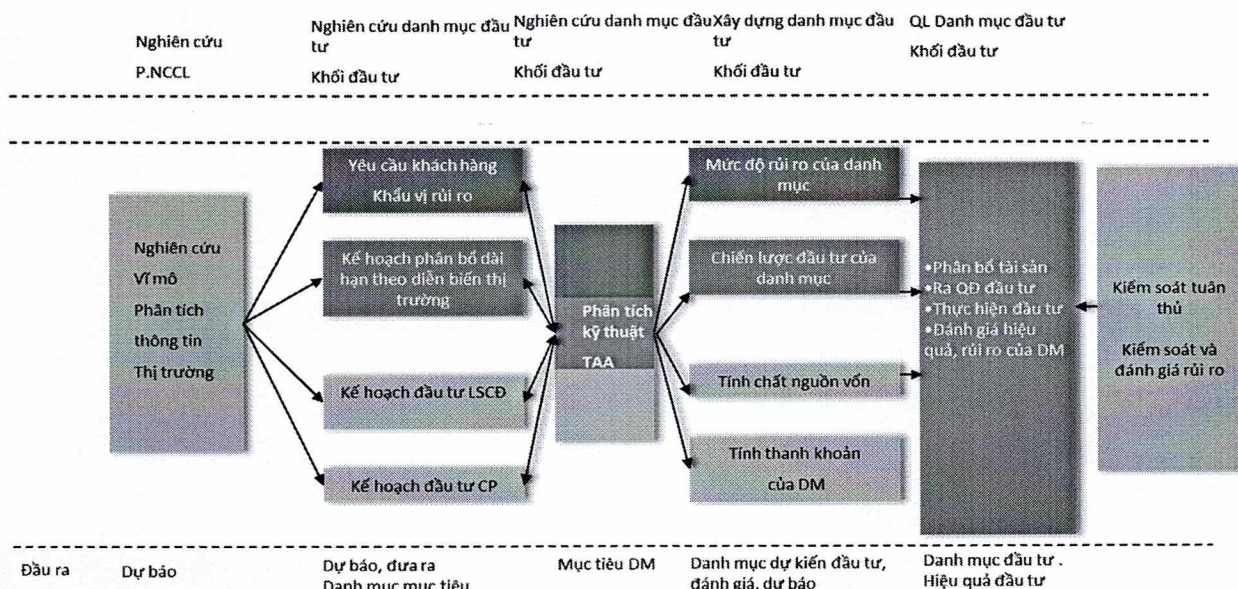 Nghiên cứu
P.NCCL
Nghiên cứu danh mục đầu
tư
Khối đầu tư
Nghiên cứu danh mục đầu
tư
Khối đầu tư
Xây dựng danh mục đầu
tư
Khối đầu tư
QL Danh mục đầu tư
Khối đầu tư
Nghiên cứu
Vĩ mô
Phân tích
thông tin
Thị trường
Yêu cầu khách hàng
Khẩu vị rủi ro
Kế hoạch phân bổ dài
hạn theo diễn biến thị
trường
Kế hoạch đầu tư LSCĐ
Kế hoạch đầu tư CP
Phân tích
kỹ thuật
TAA
Mức độ rủi ro của danh
mục
Chiến lược đầu tư của
danh mục
Tính chất nguồn vốn
Tính thanh khoản
của DM
•Phân bổ tài sản
•Ra QĐ đầu tư
•Thực hiện đầu tư
•Đánh giá hiệu
quả, rủi ro của DM
Kiểm soát tuân
thủ
Kiểm soát và
đánh giá rủi ro
Đầu ra
Dự báo
Dự báo, đưa ra
Danh mục mục tiêu
Mục tiêu DM
Danh mục dự kiến đầu tư,
đánh giá, dự báo
Danh mục đầu tư .
Hiệu quả đầu tư